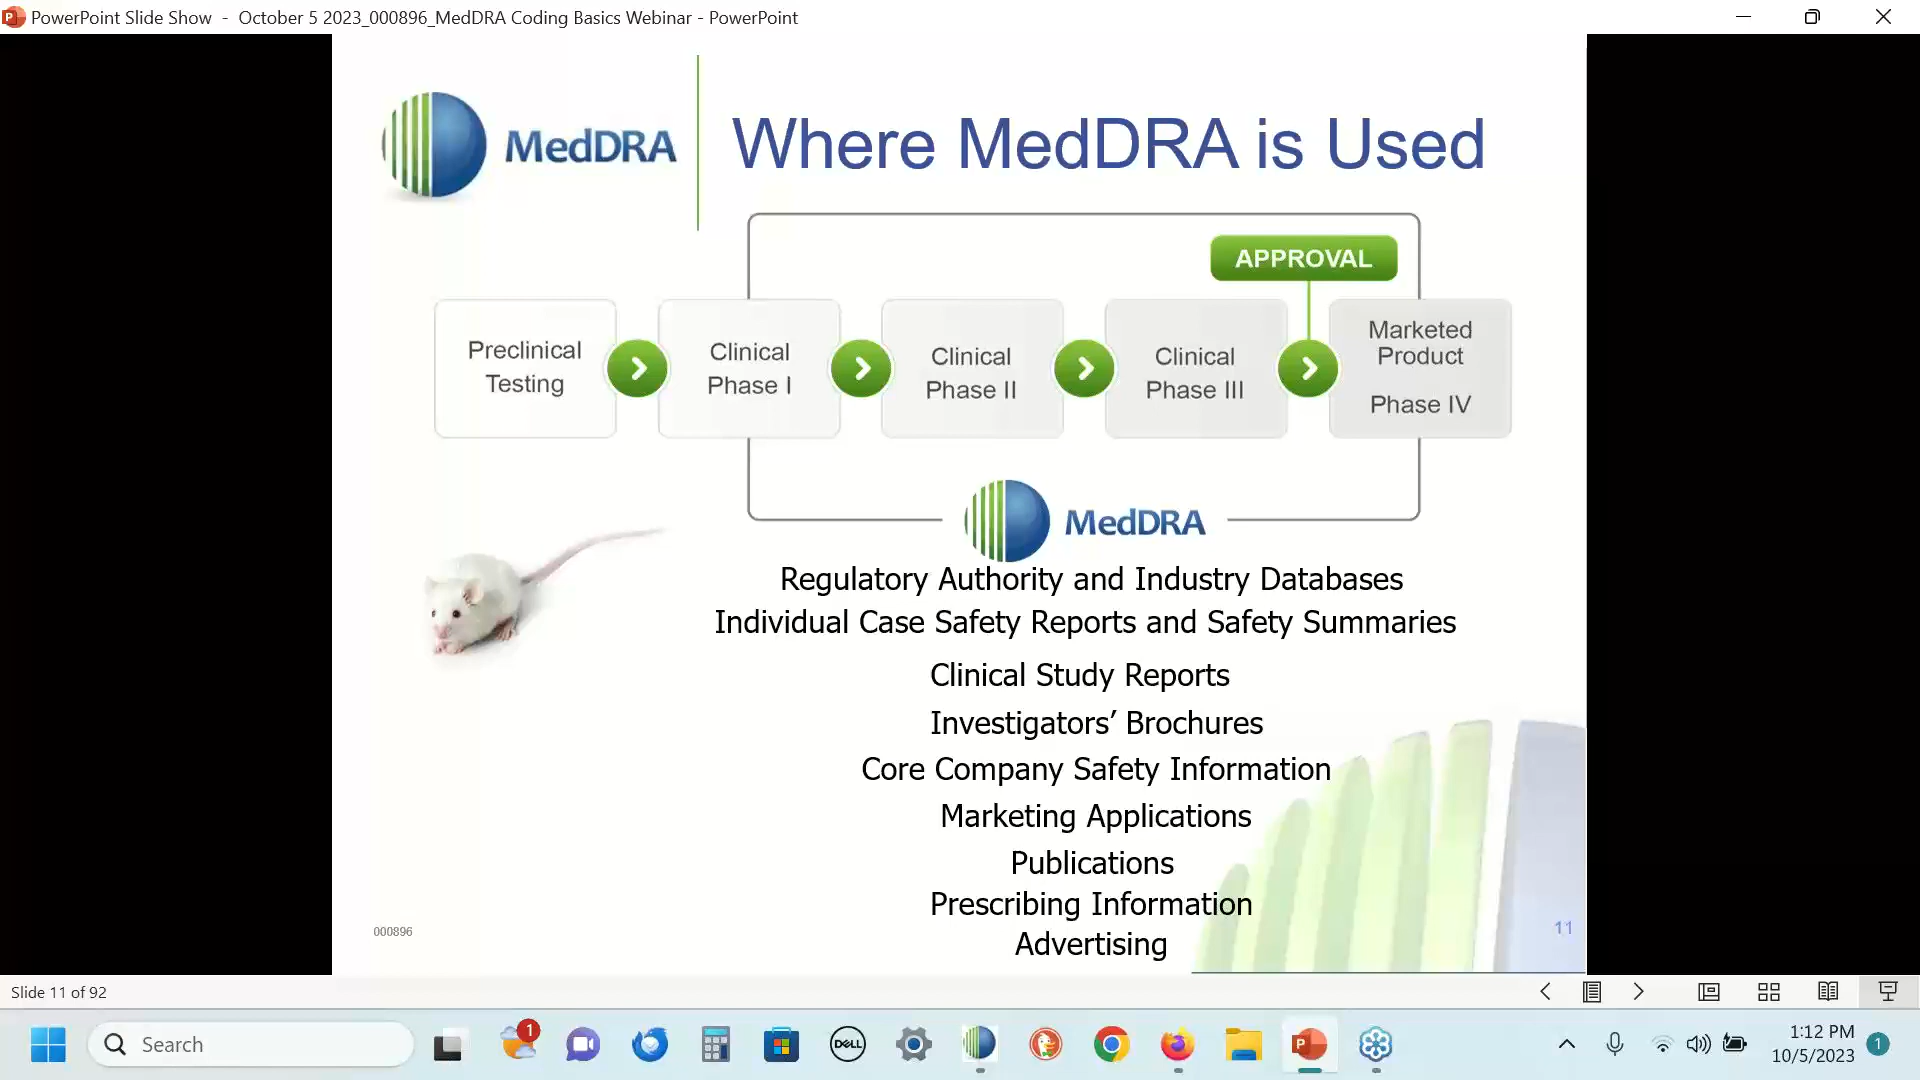 PowerPoint Slide Show - October 5 2023_000896_MedDRA Coding Basics Webinar - PowerPoint
MedDRA
Where MedDRA is Used
APPROVAL
Preclinical
Testing
Clinical
Phase I
Clinical
Phase II
Clinical
Phase III
Marketed
Product
Phase IV
MedDRA
Regulatory Authority and Industry Databases
Individual Case Safety Reports and Safety Summaries
Clinical Study Reports
Investigators’ Brochures
Core Company Safety Information
Marketing Applications
Publications
Prescribing Information
Advertising
000896
11
Slide 11 of 92
Search
1
DELL
1:12 PM
10/5/2023
1